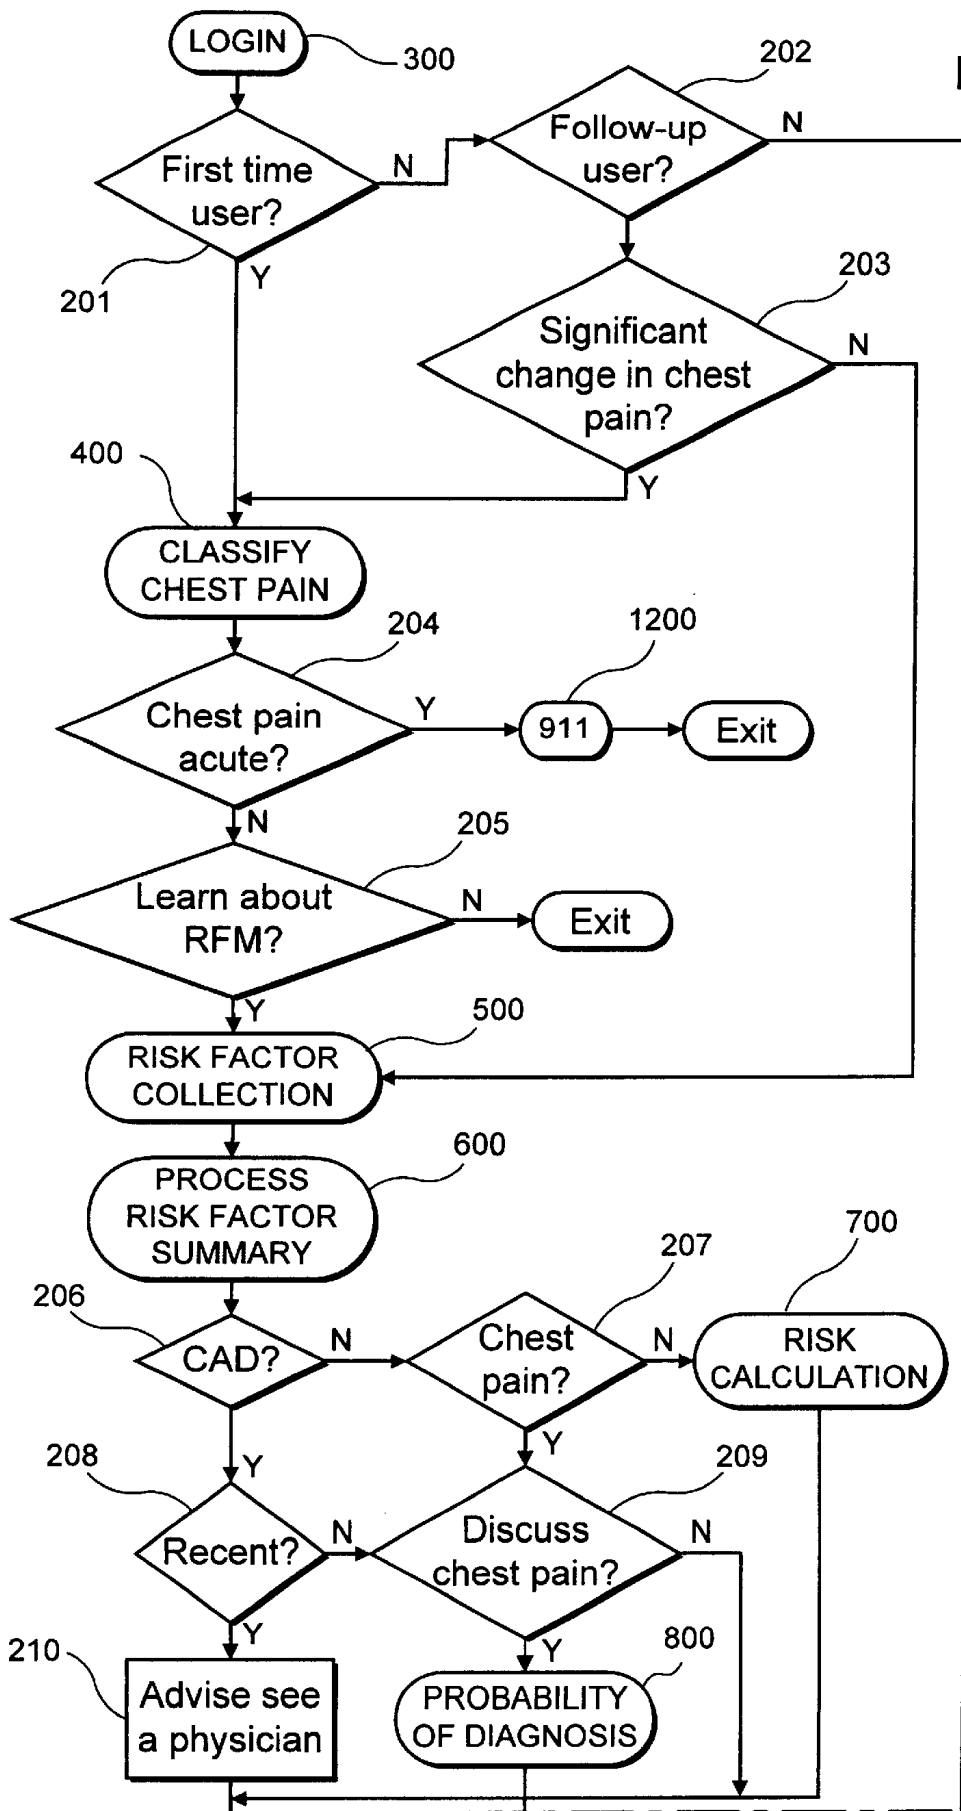 LOGIN
300
202
Follow-up
user?
N
First time
user?
N
201
Y
203
Significant
change in chest
pain?
N
Y
400
CLASSIFY
CHEST PAIN
204
1200
Chest pain
acute?
Y
911
Exit
N
205
Learn about
RFM?
N
Exit
Y
500
RISK FACTOR
COLLECTION
600
PROCESS
RISK FACTOR
SUMMARY
700
207
206
CAD?
N
Chest
pain?
N
RISK
CALCULATION
Y
Y
208
209
Recent?
N
Discuss
chest pain?
N
Y
Y
210
800
Advise see
a physician
PROBABILITY
OF DIAGNOSIS